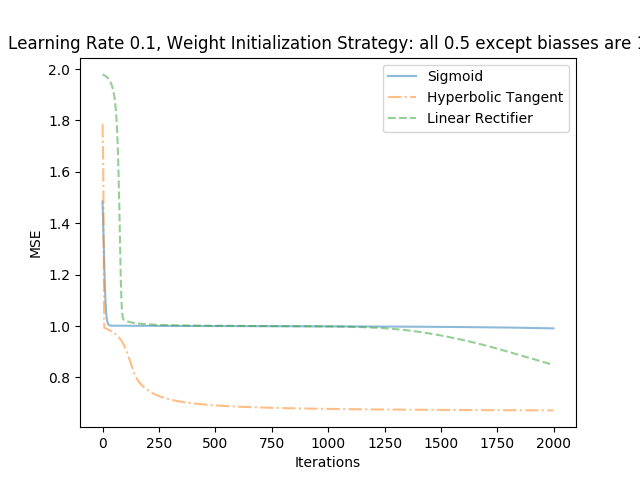 Learning Rate 0.1, Weight Initialization Strategy: all 0.5 except biasses are
Sigmoid
Hyperbolic Tangent
Linear Rectifier
MSE
2.0
1.8
1.6
1.4
1.2
1.0
0.8
0 250 500 750 1000 1250 1500 1750 2000
Iterations